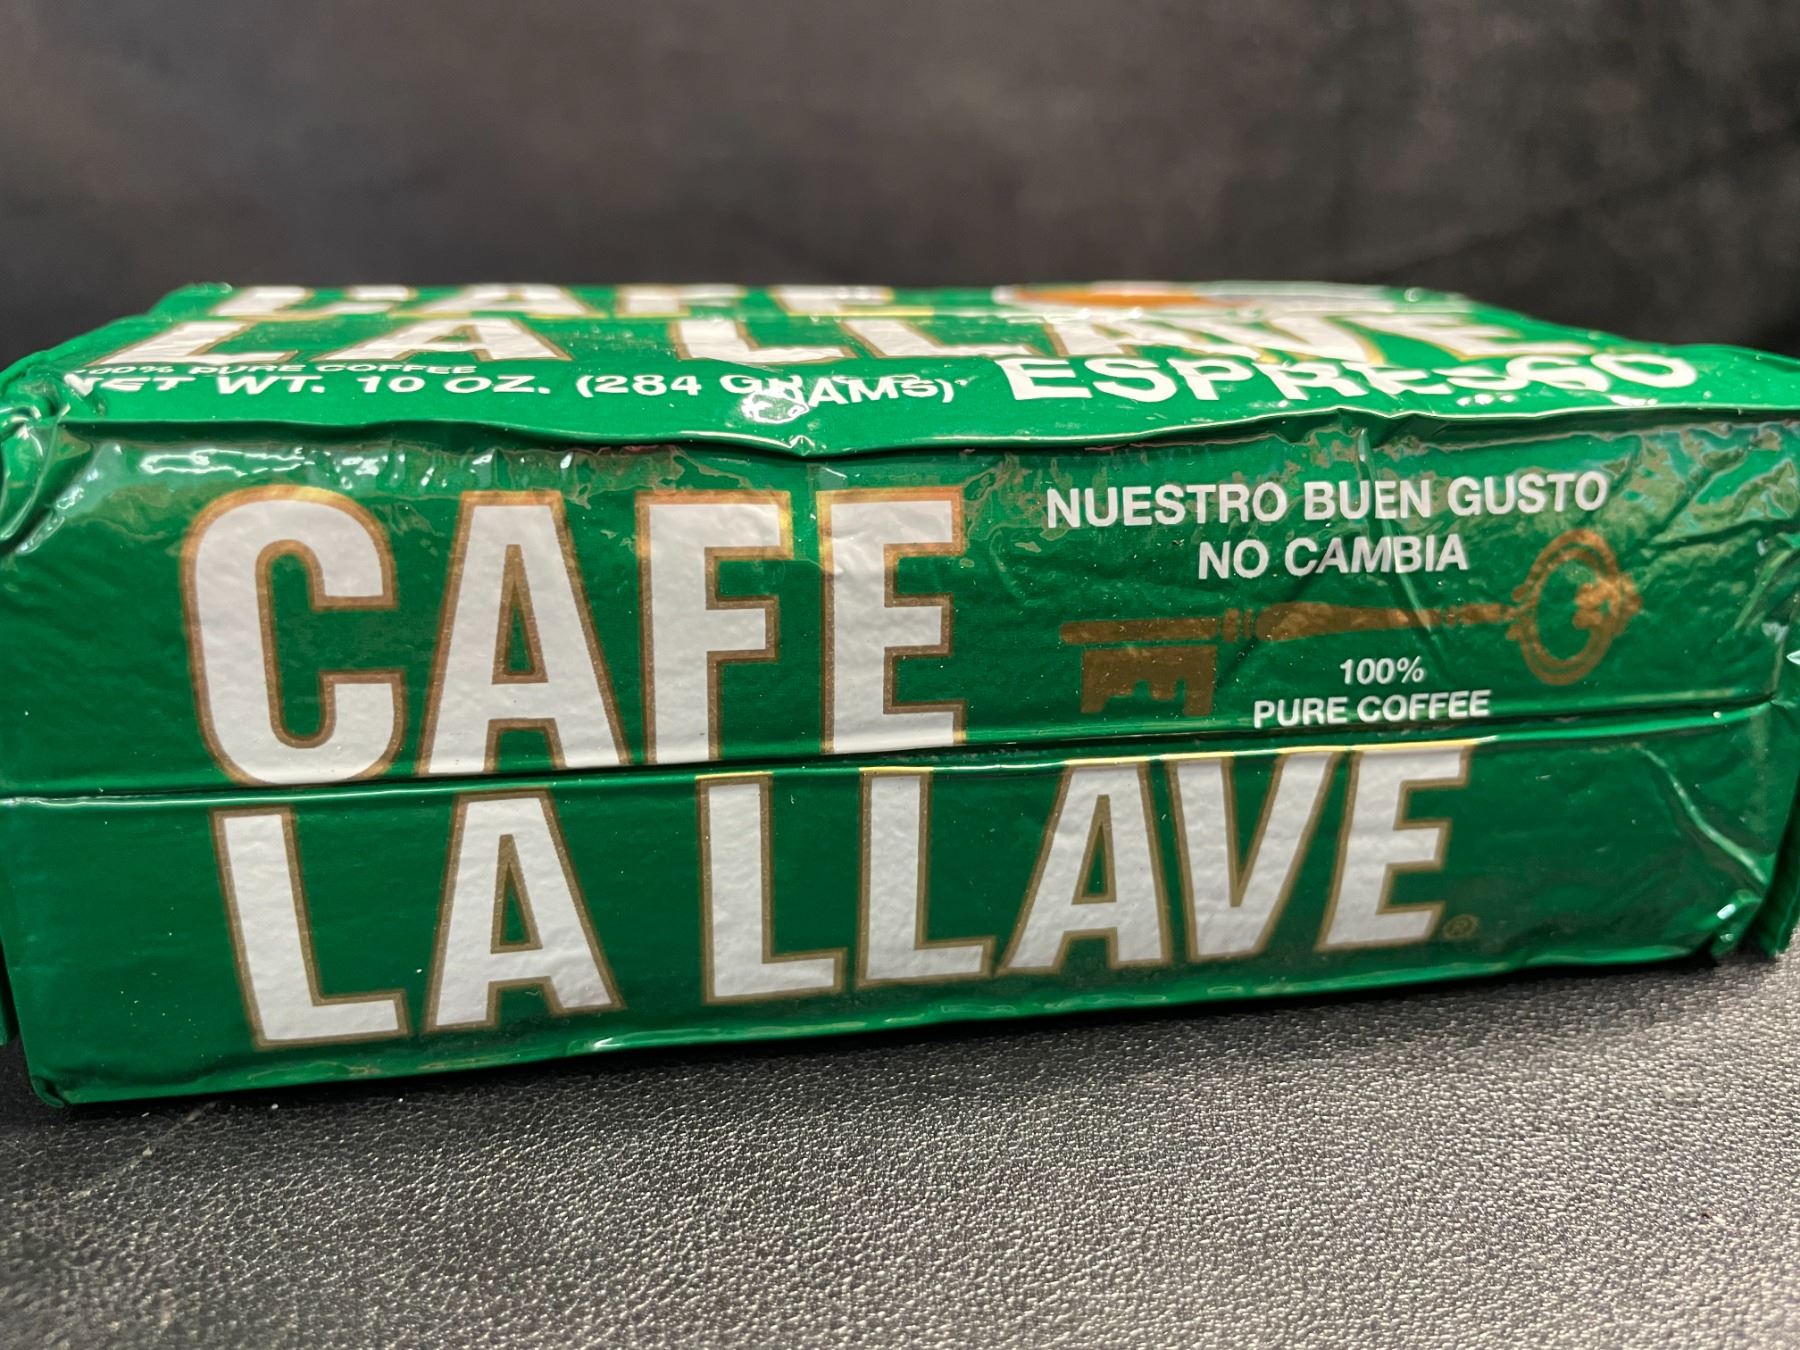 CAFE
LA LLAVE
100% PURE COFFEE
NET WT. 10 OZ. (284 GRAMS)
ESPRESSO
CAFE
NUESTRO BUEN GUSTO
NO CAMBIA
100%
PURE COFFEE
LA LLAVE®